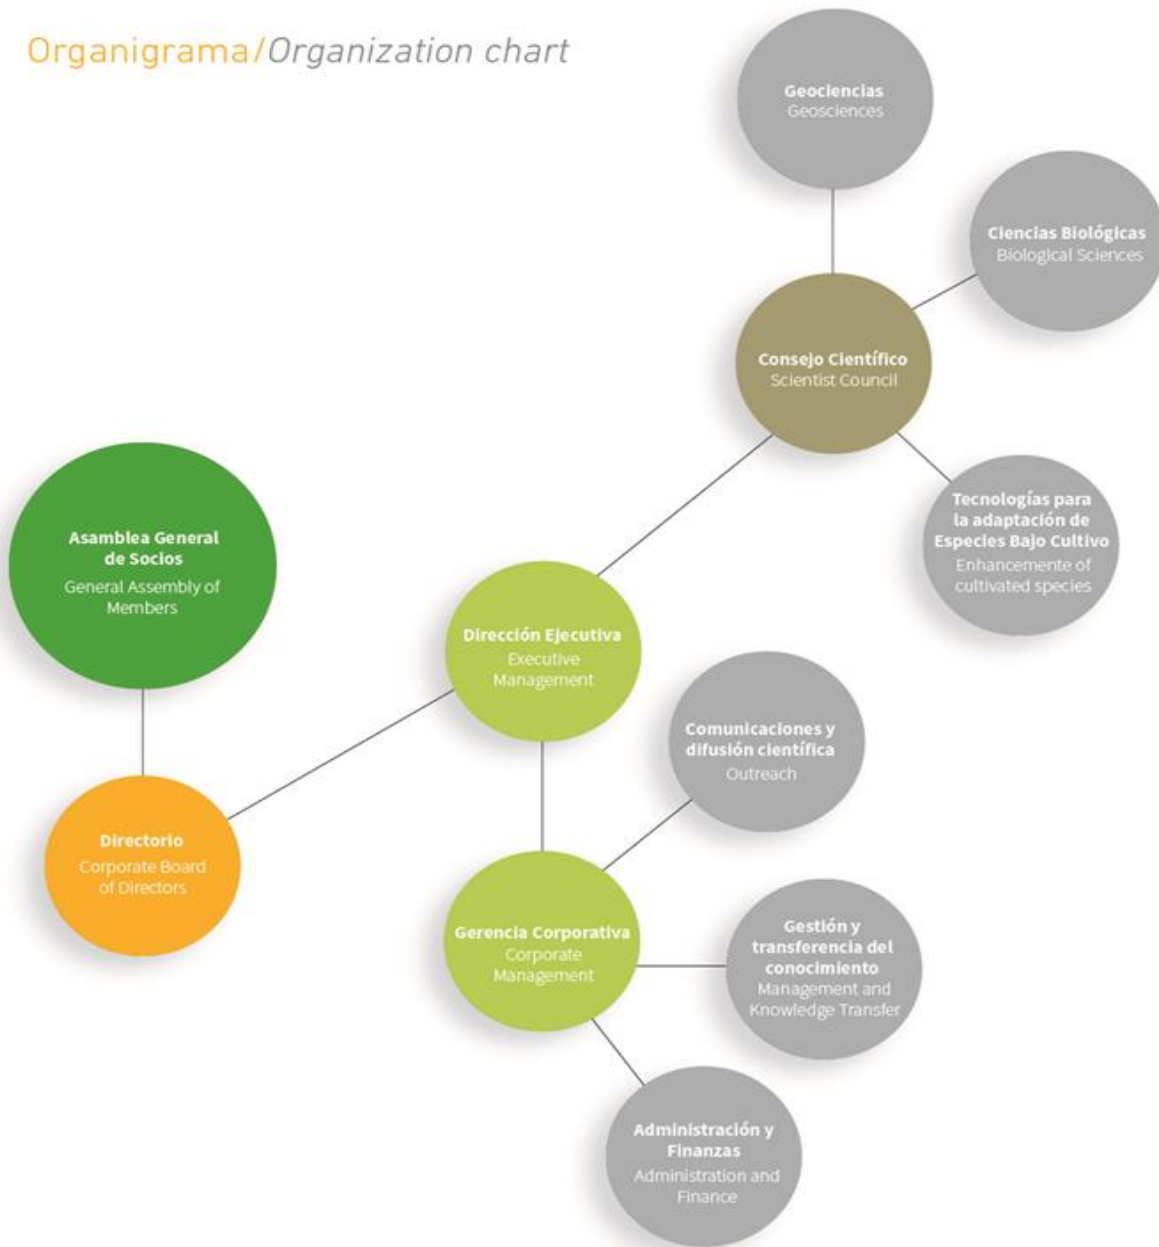 Organigrama/Organization chart
Geociencias
Geosciences
Ciencias Biológicas
Biological Sciences
Consejo Científico
Scientist Council
Tecnologías para
la adaptación de
Especies Bajo Cultivo
Enhancemente of
cultivated species
Asamblea General
de Socios
General Assembly of
Members
Dirección Ejecutiva
Executive
Management
Comunicaciones y
difusión científica
Outreach
Directorio
Corporate Board
of Directors
Gerencia Corporativa
Corporate
Management
Gestión y
transferencia del
conocimiento
Management and
Knowledge Transfer
Administración y
Finanzas
Administration and
Finance